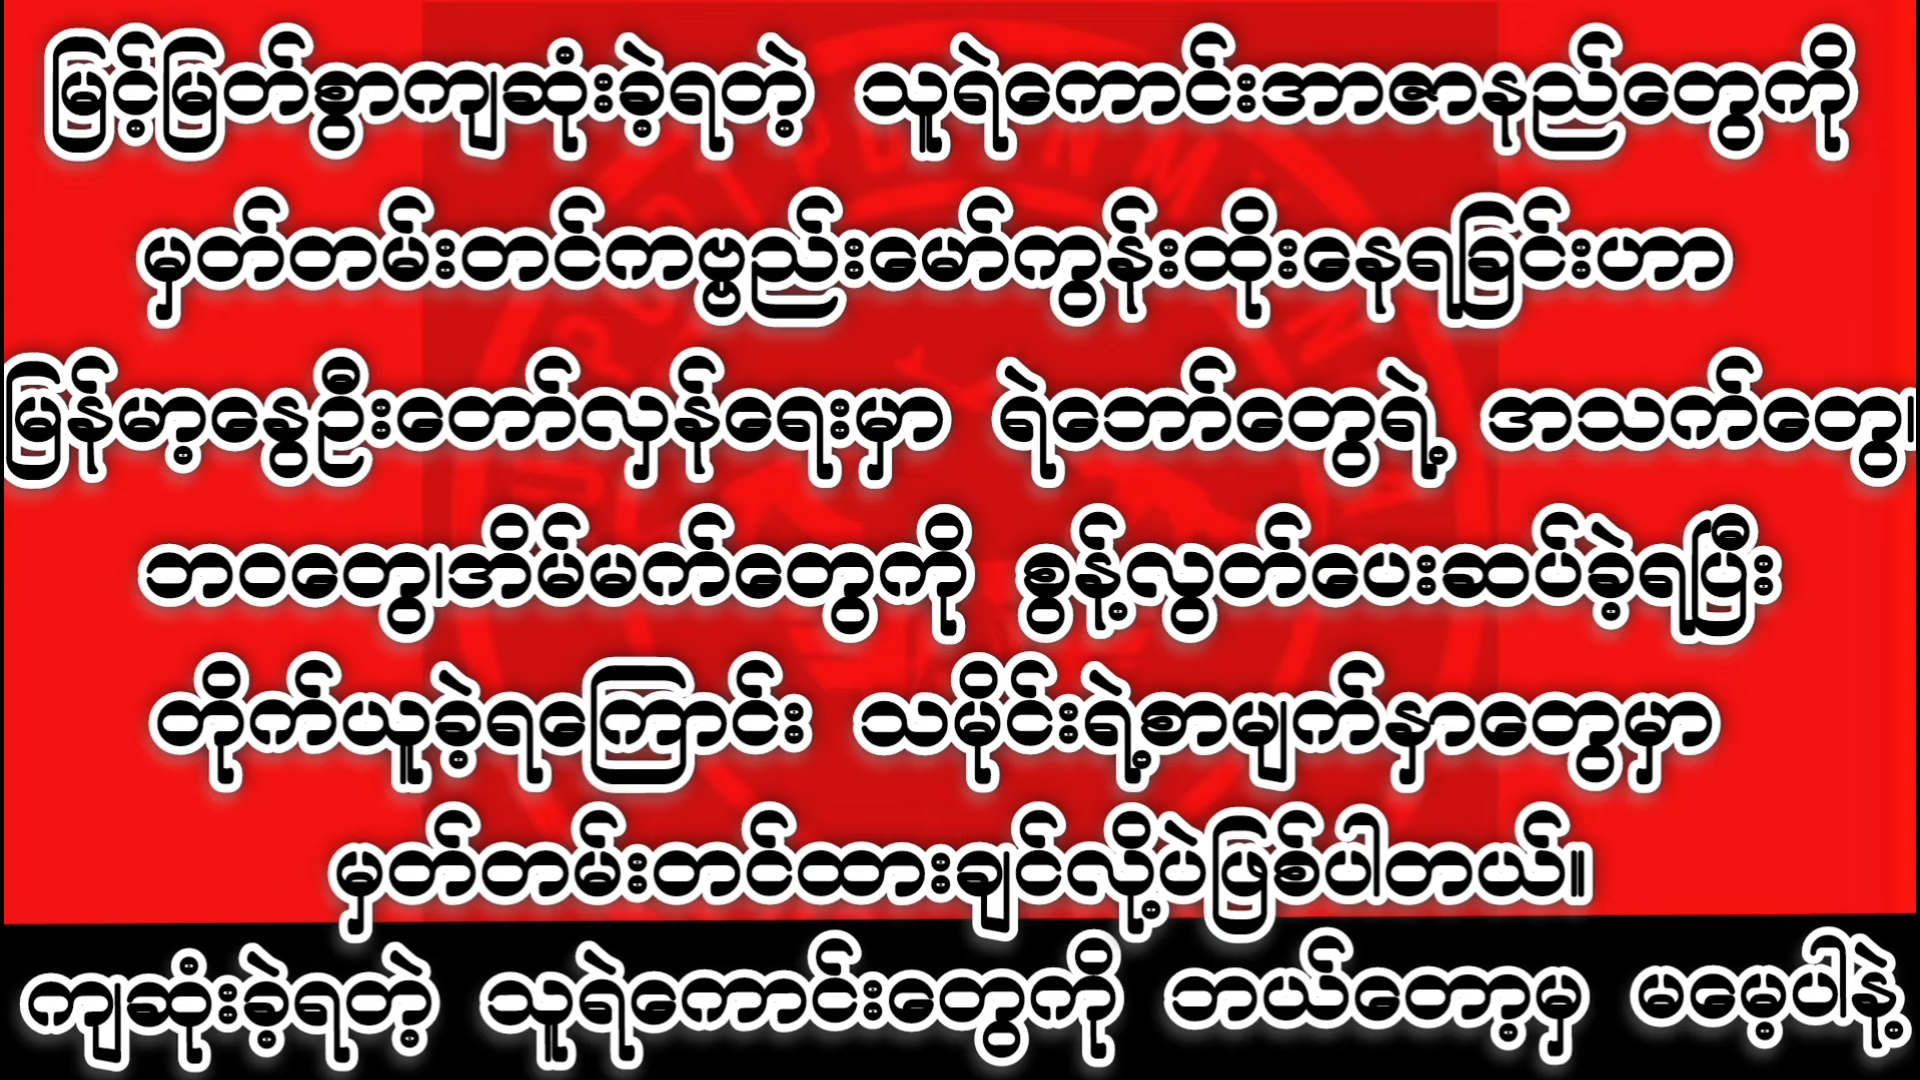 မြင့်မြတ်စွာကျဆုံးခဲ့ရတဲ့ သူရဲကောင်းအာဇာနည်တွေကို
မှတ်တမ်းတင်ကဗ္ဗည်းမော်ကွန်းထိုးနေရခြင်းဟာ
မြန်မာ့နွေဦးတော်လှန်ရေးမှာ ရဲဘော်တွေရဲ့ အသက်တွေ၊
ဘဝတွေ၊အိမ်မက်တွေကို စွန့်လွှတ်ပေးဆပ်ခဲ့ရပြီး
တိုက်ယူခဲ့ရကြောင်း သမိုင်းရဲ့စာမျက်နှာတွေမှာ
မှတ်တမ်းတင်ထားချင်လို့ပဲဖြစ်ပါတယ်။
ကျဆုံးခဲ့ရတဲ့ သူရဲကောင်းတွေကို ဘယ်တော့မှ မမေ့ပါနဲ့